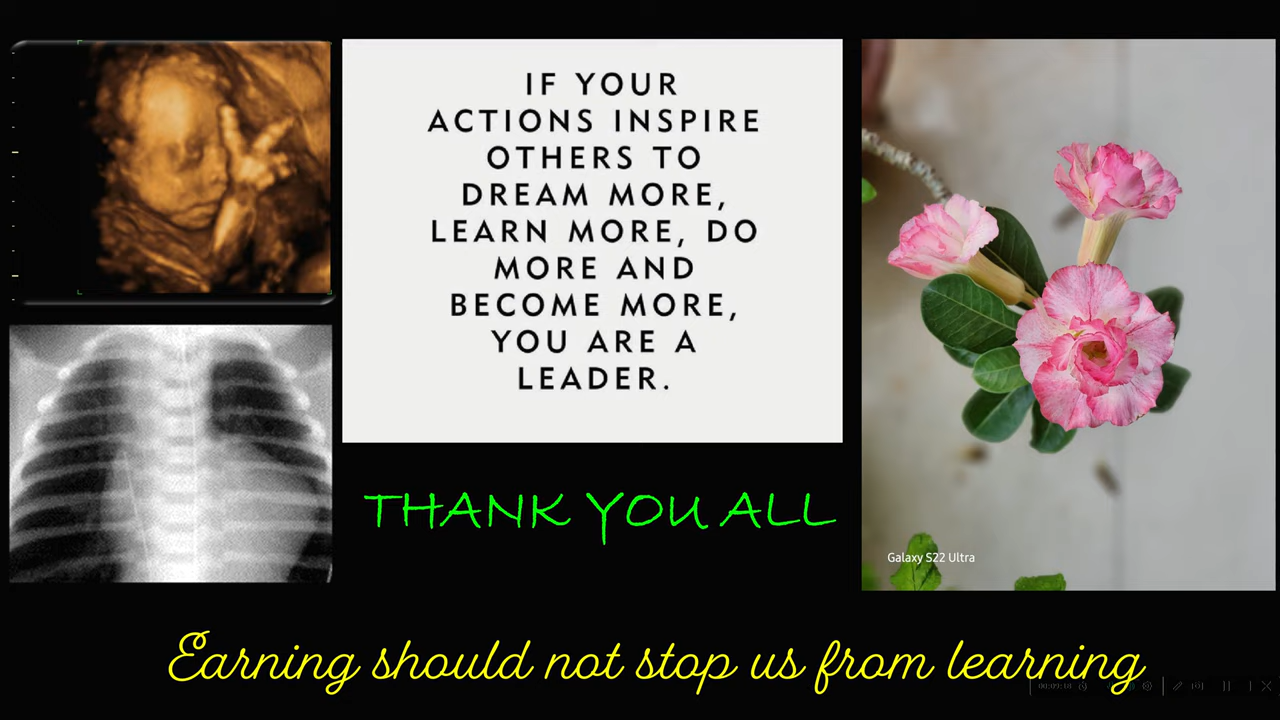 IF YOUR
ACTIONS INSPIRE
OTHERS TO
DREAM MORE,
LEARN MORE, DO
MORE AND
BECOME MORE,
YOU ARE A
LEADER.
THANK YOU ALL
Galaxy S22 Ultra
Earning should not stop us from learning